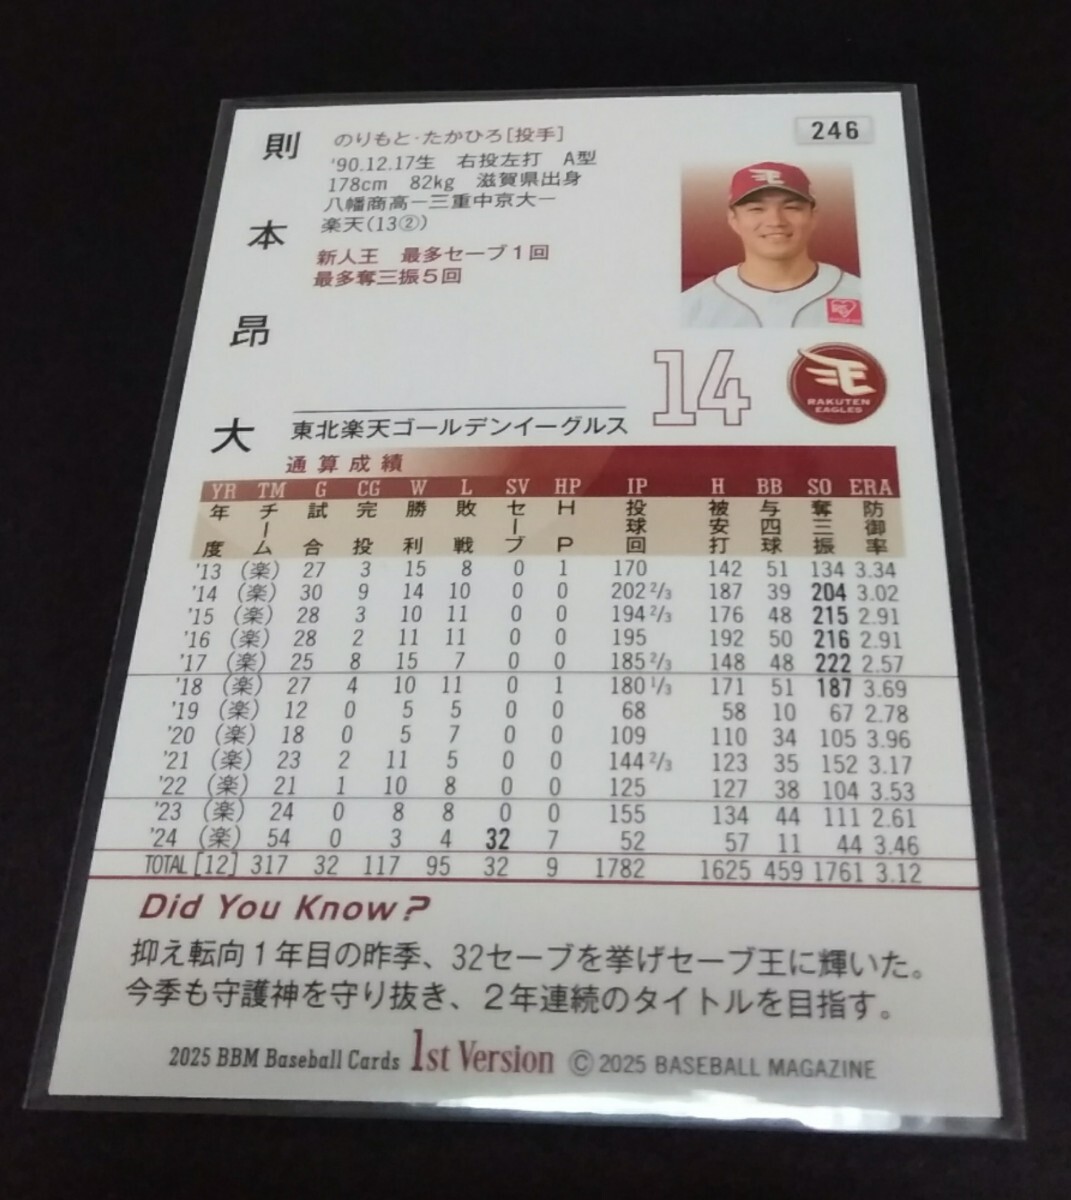 246
則本昂大
のりもと・たかひろ[投手]
'90.12.17生 右投左打 A型
178cm 82kg 滋賀県出身
八幡商高ー三重中京大ー
楽天(13②)
新人王 最多セーブ1回
最多奪三振5回
14
RAKUTEN
EAGLES
東北楽天ゴールデンイーグルス
通算成績
YR TM G CG W L SV HP IP H BB SO ERA
年度 チーム 試合 完投 勝利 敗戦 セーブ HP 投球回 被安打 与四球 奪三振 防御率
'13 (楽) 27 3 15 8 0 1 170 142 51 134 3.34
'14 (楽) 30 9 14 10 0 0 202 2/3 187 39 204 3.02
'15 (楽) 28 3 10 11 0 0 194 2/3 176 48 215 2.91
'16 (楽) 28 2 11 11 0 0 195 192 50 216 2.91
'17 (楽) 25 8 15 7 0 0 185 2/3 148 48 222 2.57
'18 (楽) 27 4 10 11 0 1 180 1/3 171 51 187 3.69
'19 (楽) 12 0 5 5 0 0 68 58 10 67 2.78
'20 (楽) 18 0 5 7 0 0 109 110 34 105 3.96
'21 (楽) 23 2 11 5 0 0 144 2/3 123 35 152 3.17
'22 (楽) 21 1 10 8 0 0 125 127 38 104 3.53
'23 (楽) 24 0 8 8 0 0 155 134 44 111 2.61
'24 (楽) 54 0 3 4 32 7 52 57 11 44 3.46
TOTAL [12] 317 32 117 95 32 9 1782 1625 459 1761 3.12
Did You Know?
抑え転向1年目の昨季、32セーブを挙げセーブ王に輝いた。
今季も守護神を守り抜き、2年連続のタイトルを目指す。
2025 BBM Baseball Cards 1st Version © 2025 BASEBALL MAGAZINE